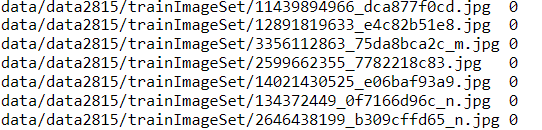 data/data2815/trainImageSet/11439894966_dca877f0cd.jpg 0
data/data2815/trainImageSet/12891819633_e4c82b51e8.jpg 0
data/data2815/trainImageSet/3356112863_75da8bca2c_m.jpg 0
data/data2815/trainImageSet/2599662355_7782218c83.jpg 0
data/data2815/trainImageSet/14021430525_e06baf93a9.jpg 0
data/data2815/trainImageSet/134372449_0f7166d96c_n.jpg 0
data/data2815/trainImageSet/2646438199_b309cffd65_n.jpg 0